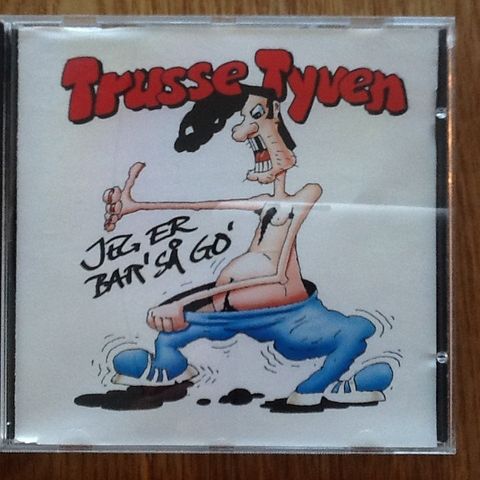 Trusse Tyven
JEG ER
BAR' SÅ GO'